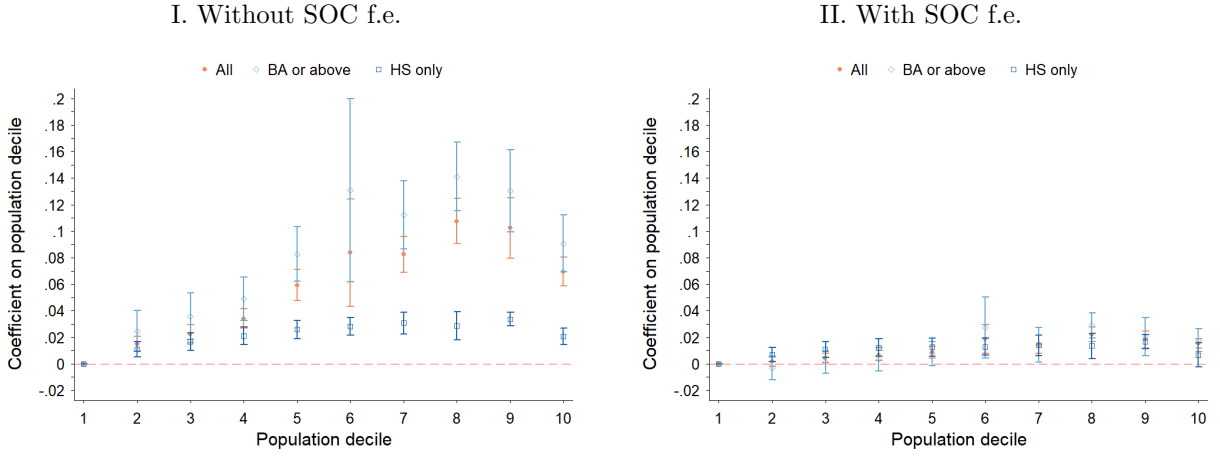 I. Without SOC f.e.
All BA or above HS only
Coefficient on population decile
.2
.18
.16
.14
.12
.1
.08
.06
.04
.02
0
-.02
1 2 3 4 5 6 7 8 9 10
Population decile
II. With SOC f.e.
All BA or above HS only
Coefficient on population decile
.2
.18
.16
.14
.12
.1
.08
.06
.04
.02
0
-.02
1 2 3 4 5 6 7 8 9 10
Population decile